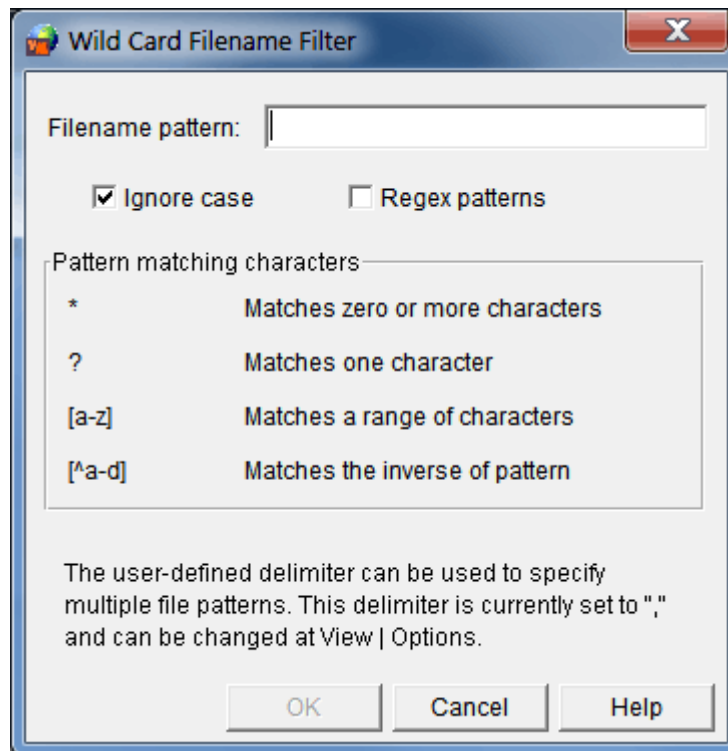 Wild Card Filename Filter
Filename pattern:
Ignore case Regex patterns
Pattern matching characters
* Matches zero or more characters
? Matches one character
[a-z] Matches a range of characters
[^a-d] Matches the inverse of pattern
The user-defined delimiter can be used to specify
multiple file patterns. This delimiter is currently set to ","
and can be changed at View | Options.
OK Cancel Help